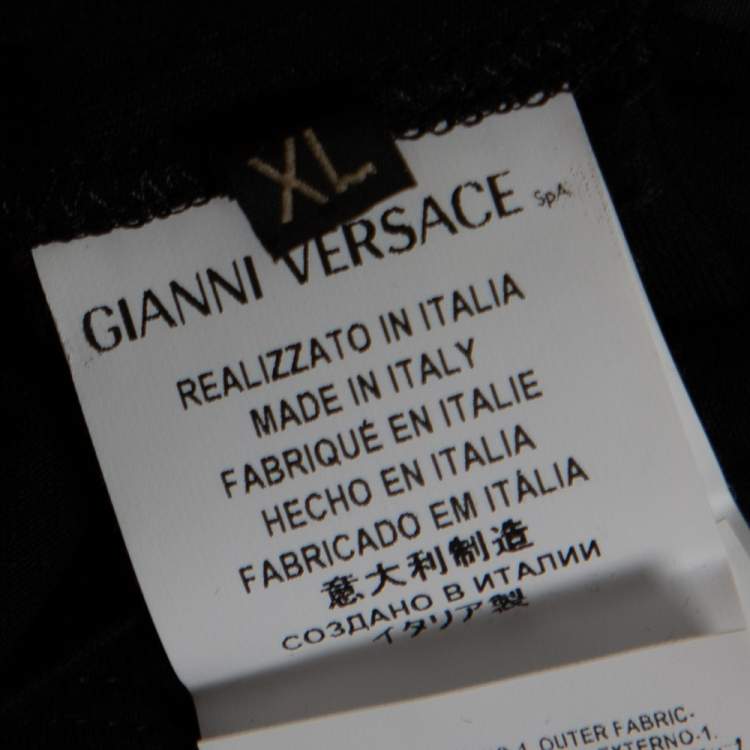 XL
GIANNI VERSACE SpA
REALIZZATO IN ITALIA
MADE IN ITALY
FABRIQUÉ EN ITALIE
HECHO EN ITALIA
FABRICADO EM ITÁLIA
意大利制造
СОЗДАНО В ИТАЛИИ
イタリア製
OUTER FABRIC-